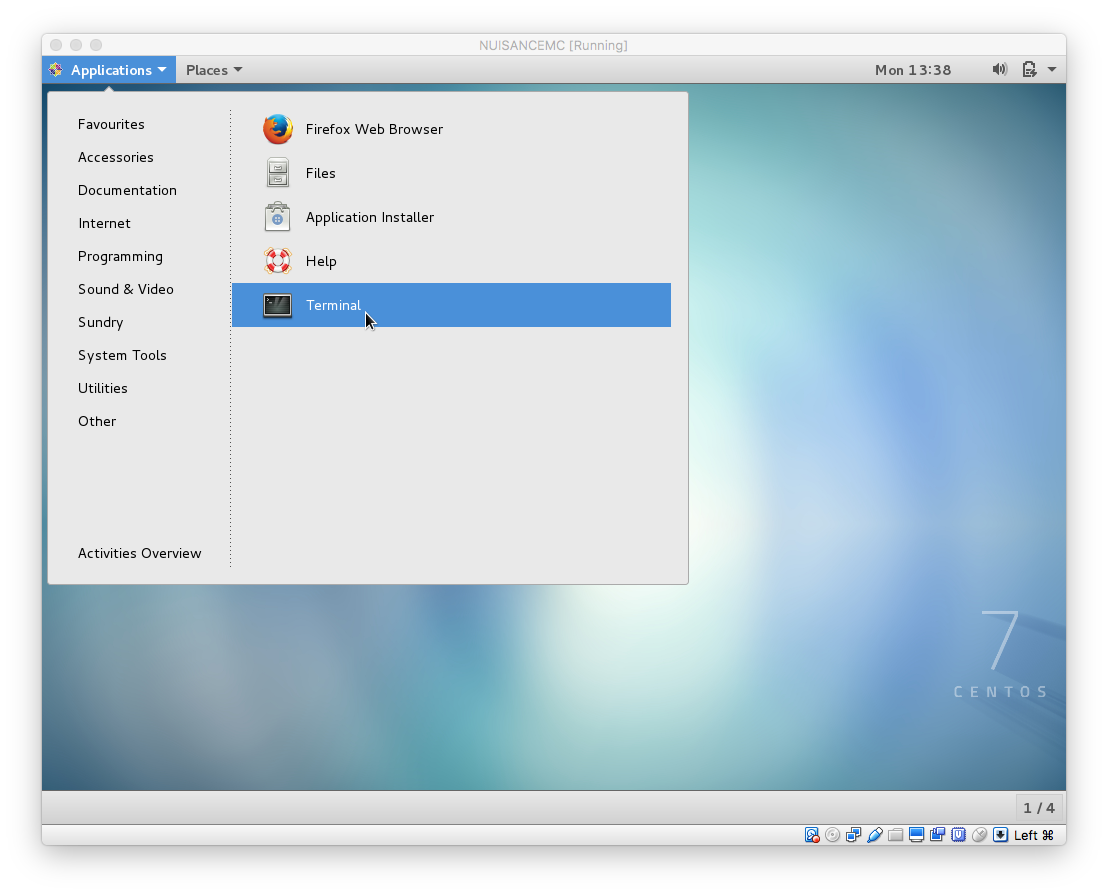 NUISANCEMC [Running]
Applications Places Mon 13:38
Favourites
Accessories
Documentation
Internet
Programming
Sound & Video
Sundry
System Tools
Utilities
Other
Activities Overview
Firefox Web Browser
Files
Application Installer
Help
Terminal
7
CENTOS
1 / 4
Left ⌘